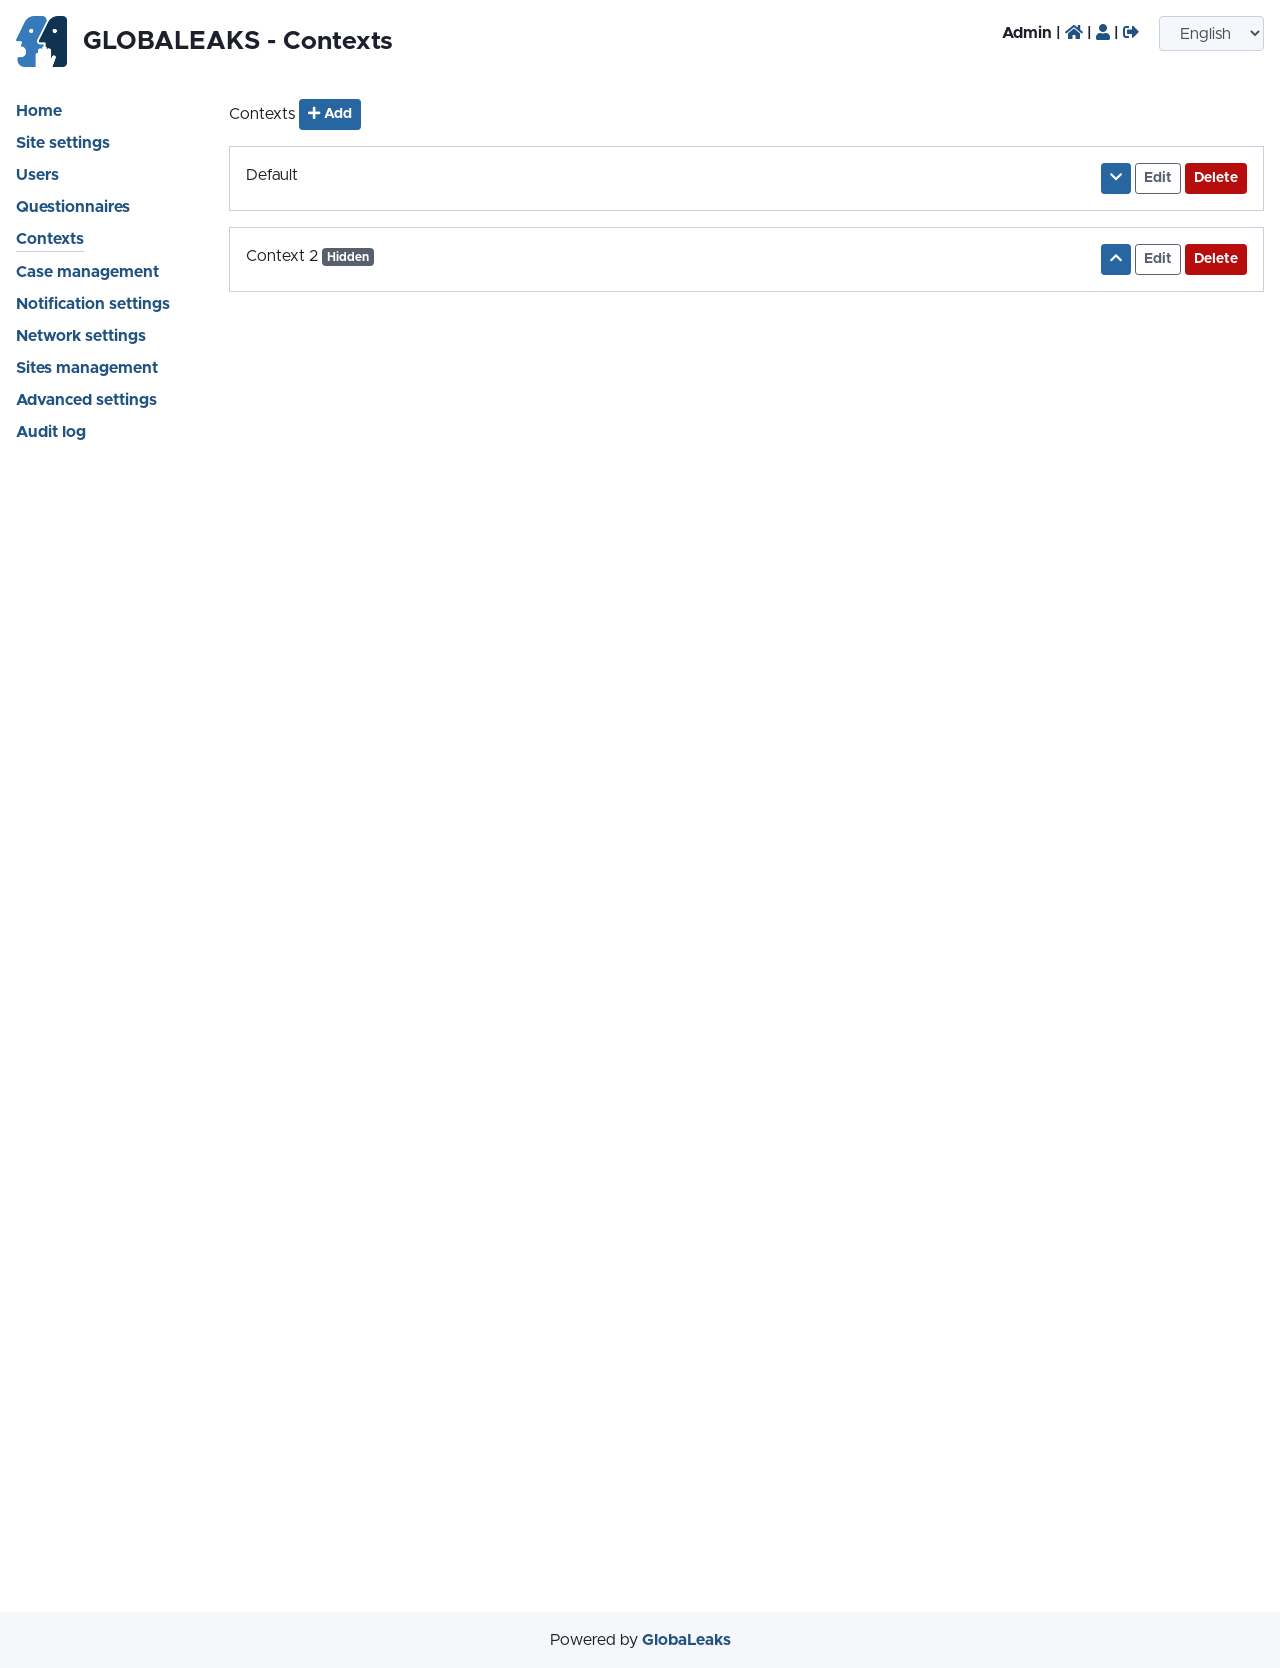 GLOBALEAKS - Contexts
Admin | | |
English
Home
Site settings
Users
Questionnaires
Contexts
Case management
Notification settings
Network settings
Sites management
Advanced settings
Audit log
Contexts Add
Default Edit Delete
Context 2 Hidden Edit Delete
Powered by GlobaLeaks